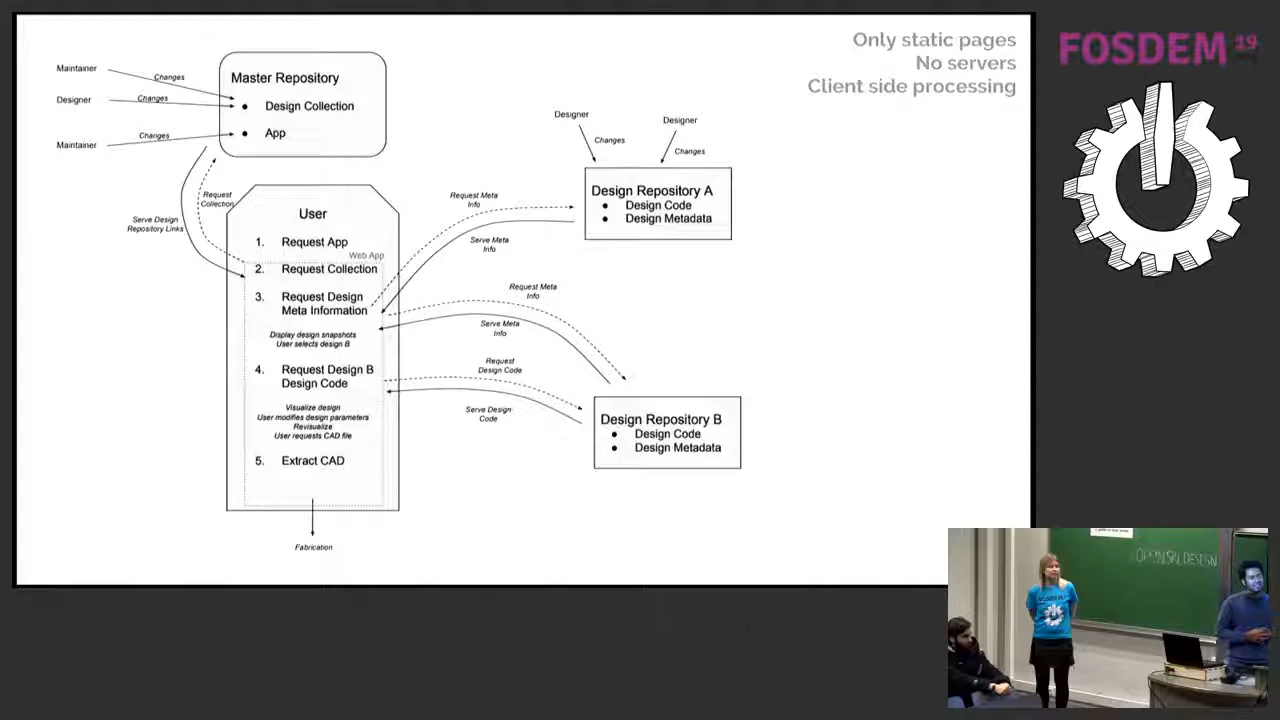 Only static pages
No servers
Client side processing
FOSDEM 19
Maintainer
Changes
Designer
Changes
Maintainer
Changes
Master Repository
● Design Collection
● App
Request
Collection
Serve Design
Repository Links
User
1. Request App
Web App
2. Request Collection
3. Request Design
Meta Information
Display design snapshots
User selects design B
4. Request Design B
Design Code
Visualize design
User modifies design parameters
Revisualize
User requests CAD file
5. Extract CAD
Fabrication
Request Meta
Info
Serve Meta
Info
Request Meta
Info
Serve Meta
Info
Request
Design Code
Serve Design
Code
Designer
Changes
Designer
Changes
Design Repository A
● Design Code
● Design Metadata
Design Repository B
● Design Code
● Design Metadata